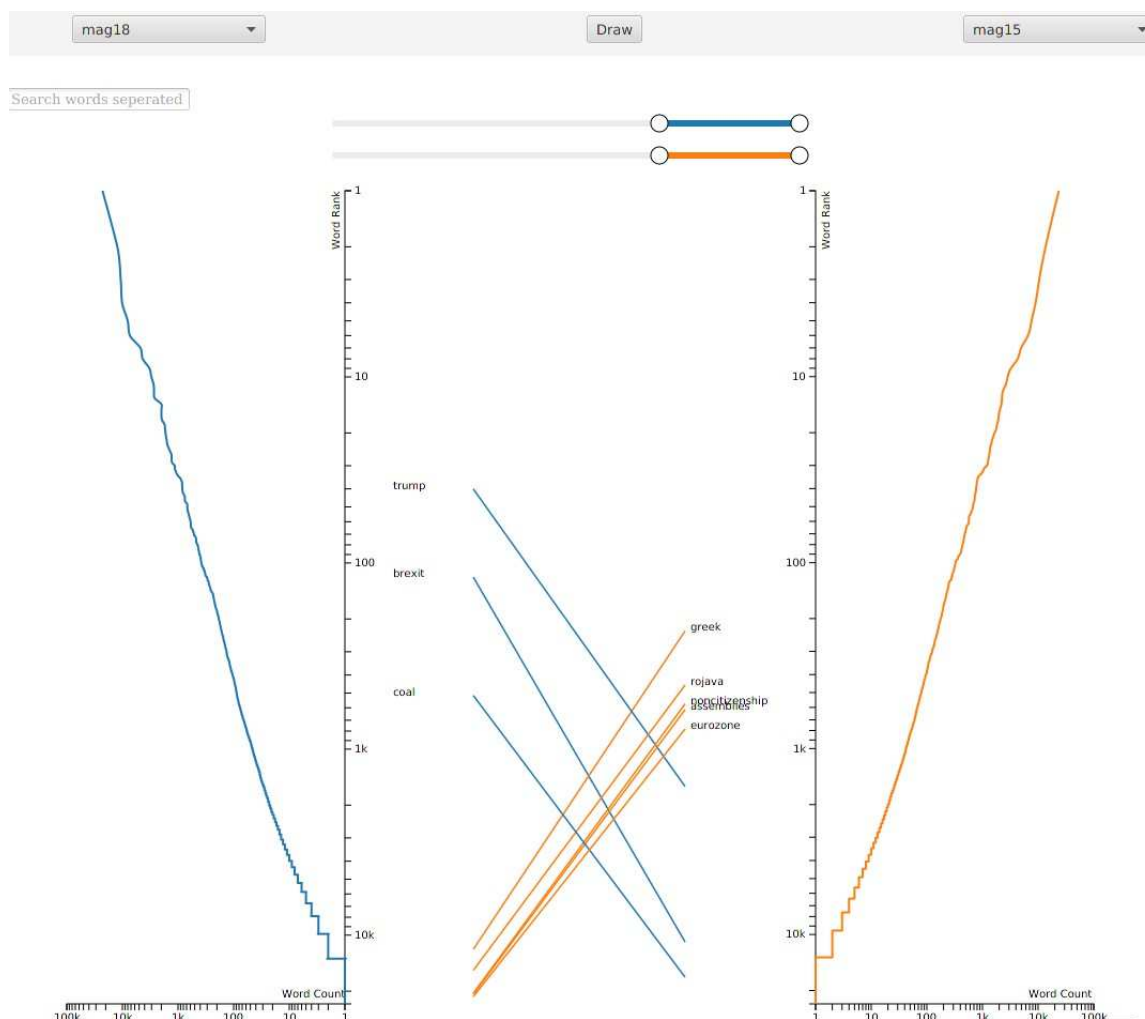 mag18 Draw mag15
Search words seperated
1 1
Word Rank Word Rank
10 10
trump
100 100
brexit
greek
rojava
coal
noncitizenship
assemblies
eurozone
1k 1k
10k 10k
Word Count Word Count
100k 10k 1k 100 10 1 1 10 100 1k 10k 100k